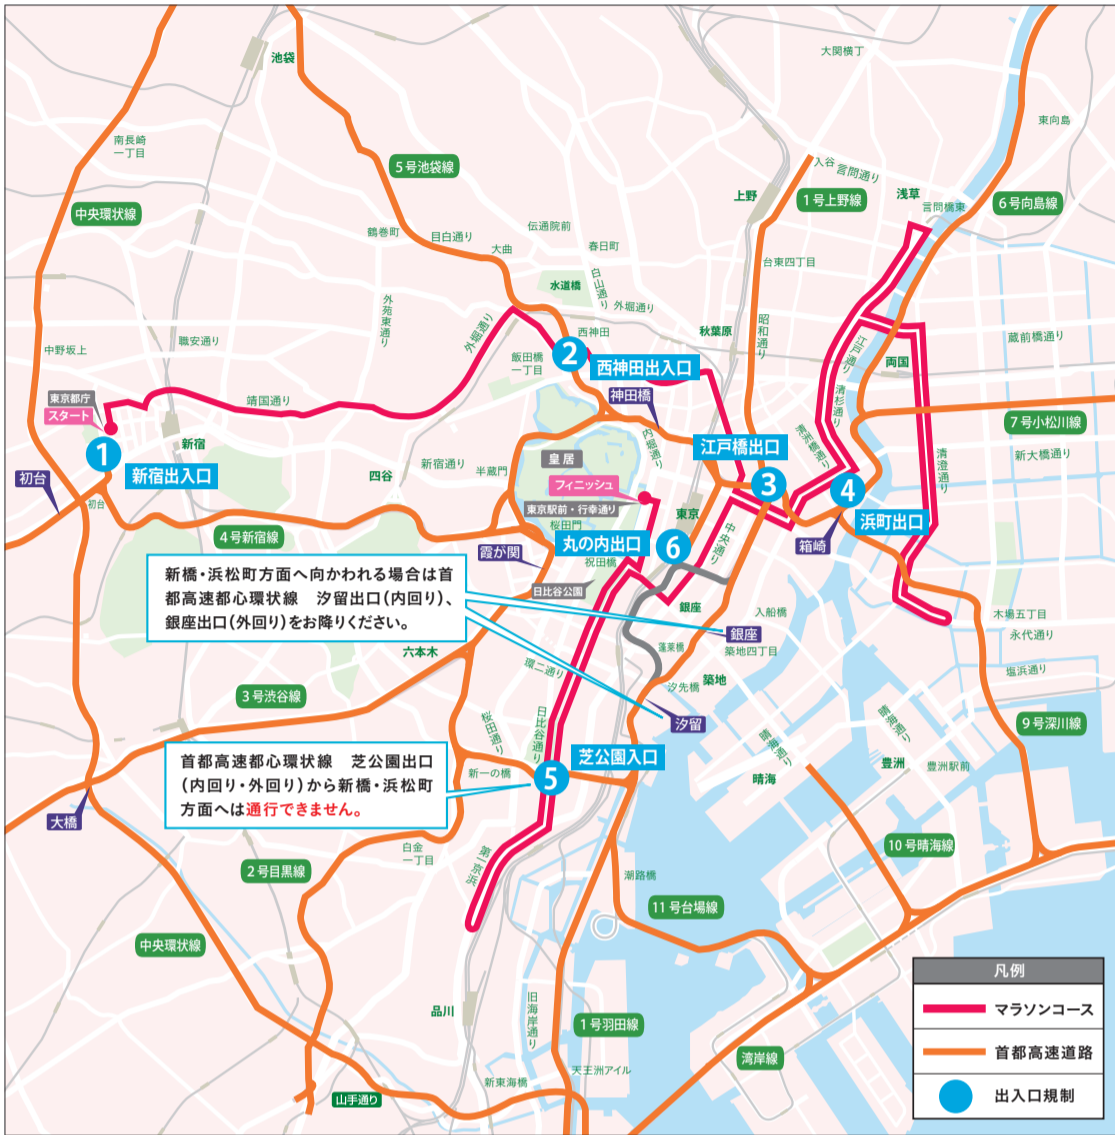 大関横丁
池袋
東向島
南長崎
一丁目
5号池袋線
入谷
言問通り
上野
1号上野線
浅草
言問橋東
6号向島線
中央環状線
鶴巻町
目白通り
大曲
伝通院前
春日町
白山通り
台東四丁目
外苑東通り
水道橋
外堀通り
外堀通り
西神田
秋葉原
昭和通り
江戸通り
蔵前橋通り
中野坂上
職安通り
飯田橋
一丁目
2
西神田出入口
両国
東京都庁
スタート
靖国通り
神田橋
清杉通り
7号小松川線
新宿
内堀通り
江戸橋出口
清洲橋通り
新大橋通り
1
新宿出入口
四谷
新宿通り
半蔵門
皇居
清澄通り
初台
初台
フィニッシュ
東京駅前・行幸通り
東京
3
4
浜町出口
4号新宿線
桜田門
丸の内出口
6
中央通り
箱崎
霞が関
祝田橋
日比谷公園
新橋・浜松町方面へ向かわれる場合は首
都高速都心環状線 汐留出口(内回り)、
銀座出口(外回り)をお降りください。
銀座
入船橋
木場五丁目
永代通り
銀座
築地四丁目
六本木
蓬莱橋
塩浜通り
環二通り
築地
汐先橋
3号渋谷線
汐留
晴海通り
9号深川線
桜田通り
日比谷通り
晴海通り
首都高速都心環状線 芝公園出口
(内回り・外回り)から新橋・浜松町
方面へは通行できません。
新一の橋
5
芝公園入口
晴海
豊洲
豊洲駅前
大橋
白金
一丁目
第一京浜
10号晴海線
2号目黒線
潮路橋
11号台場線
中央環状線
凡例
マラソンコース
首都高速道路
出入口規制
品川
旧海岸通り
1号羽田線
湾岸線
新東海橋
天王洲アイル
山手通り